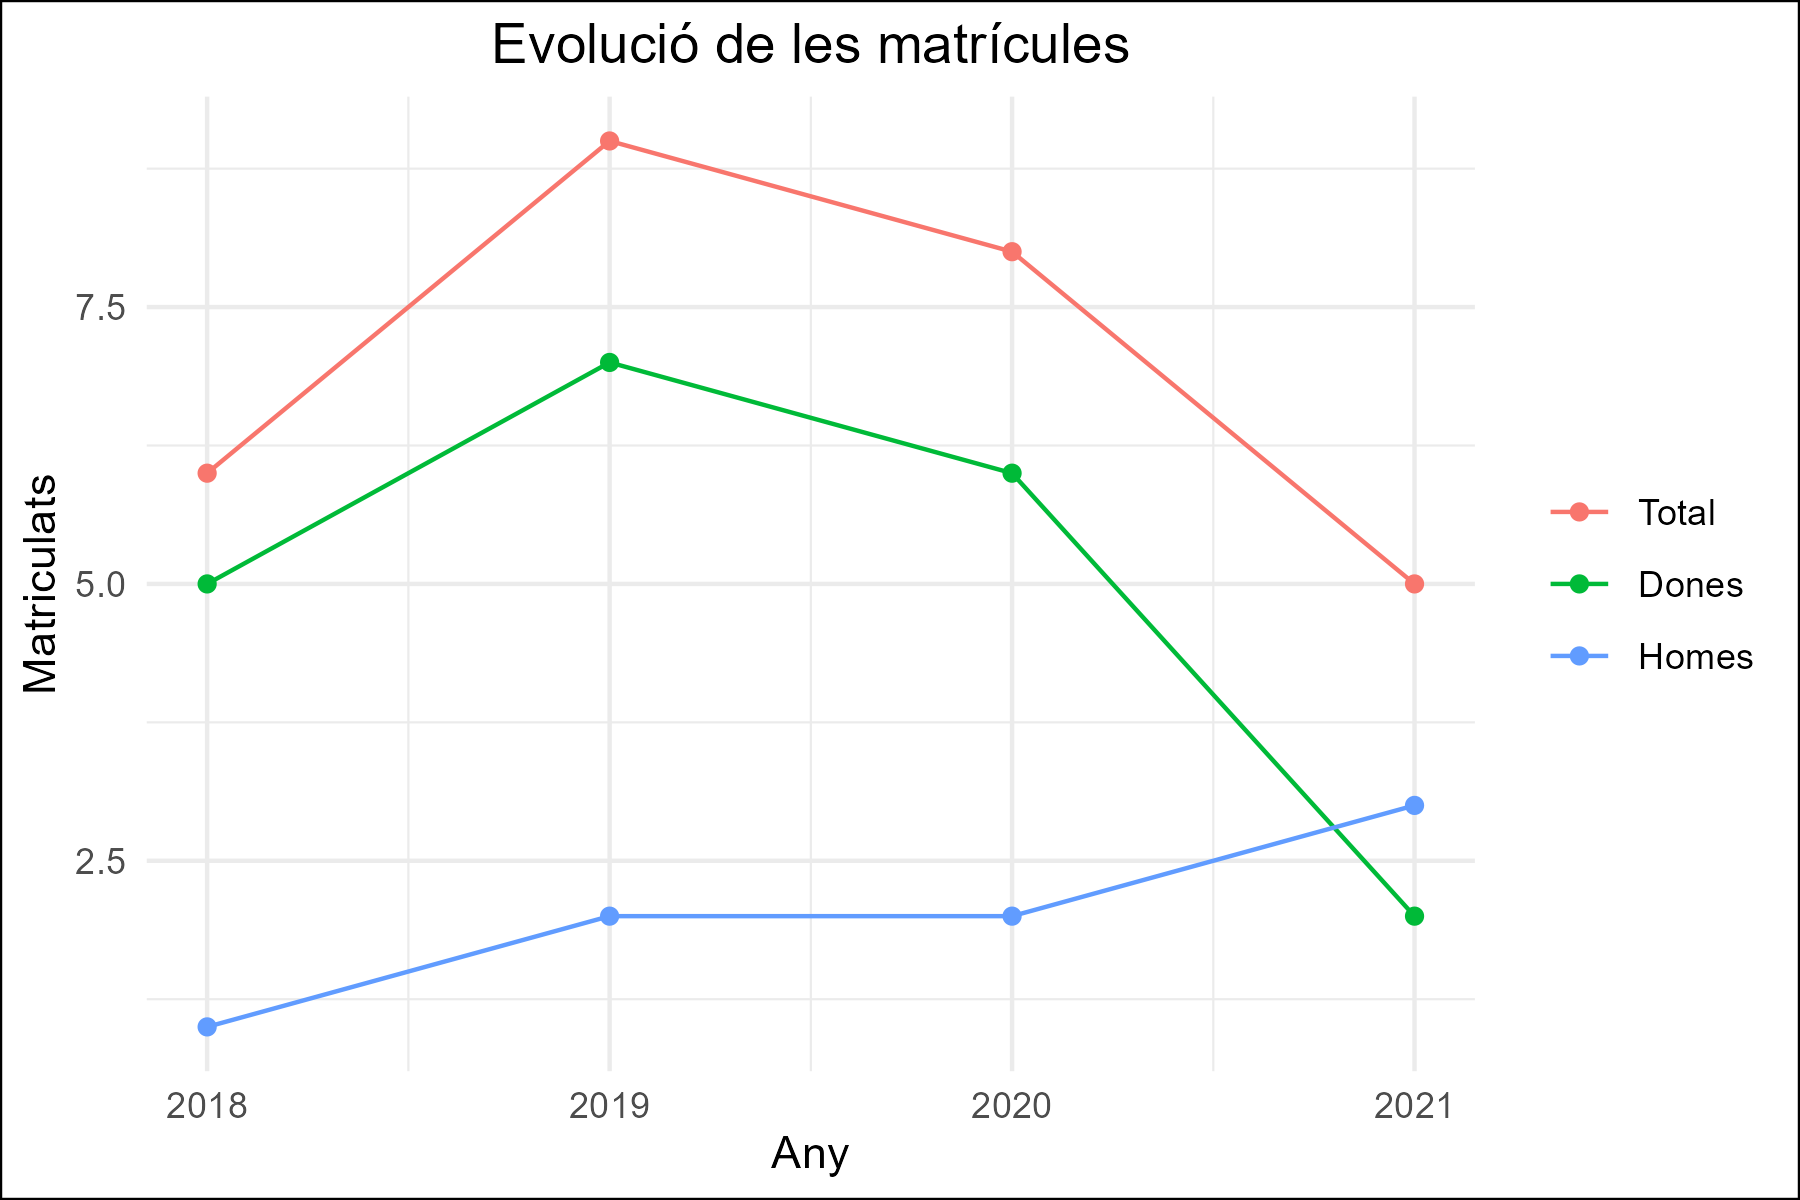 Evolució de les matrícules
Matriculats
7.5
5.0
2.5
2018
2019
2020
2021
Any
Total
Dones
Homes